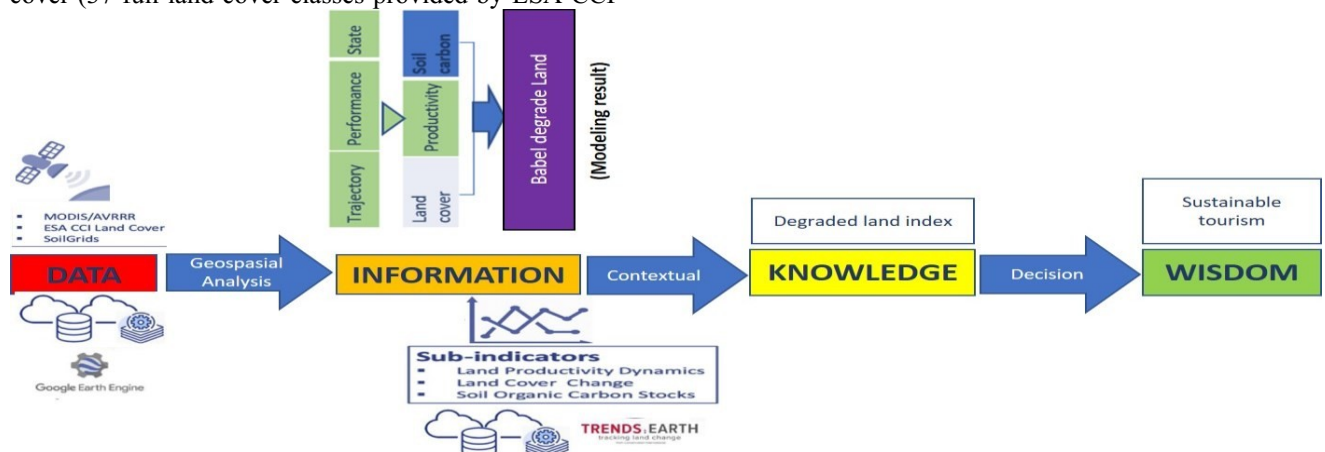 cover (37 full land cover classes provided by ESA CCI
State
Performance
Trajectory
Soil
carbon
Productivity
Land
cover
Babel degrade Land
(Modeling result)
▪ MODIS/AVRRR
▪ ESA CCI Land Cover
▪ SoilGrids
DATA
Geospasial
Analysis
INFORMATION
Contextual
Degraded land index
KNOWLEDGE
Decision
Sustainable
tourism
WISDOM
Google Earth Engine
Sub-indicators
▪ Land Productivity Dynamics
▪ Land Cover Change
▪ Soil Organic Carbon Stocks
TRENDS.EARTH
tracking land change